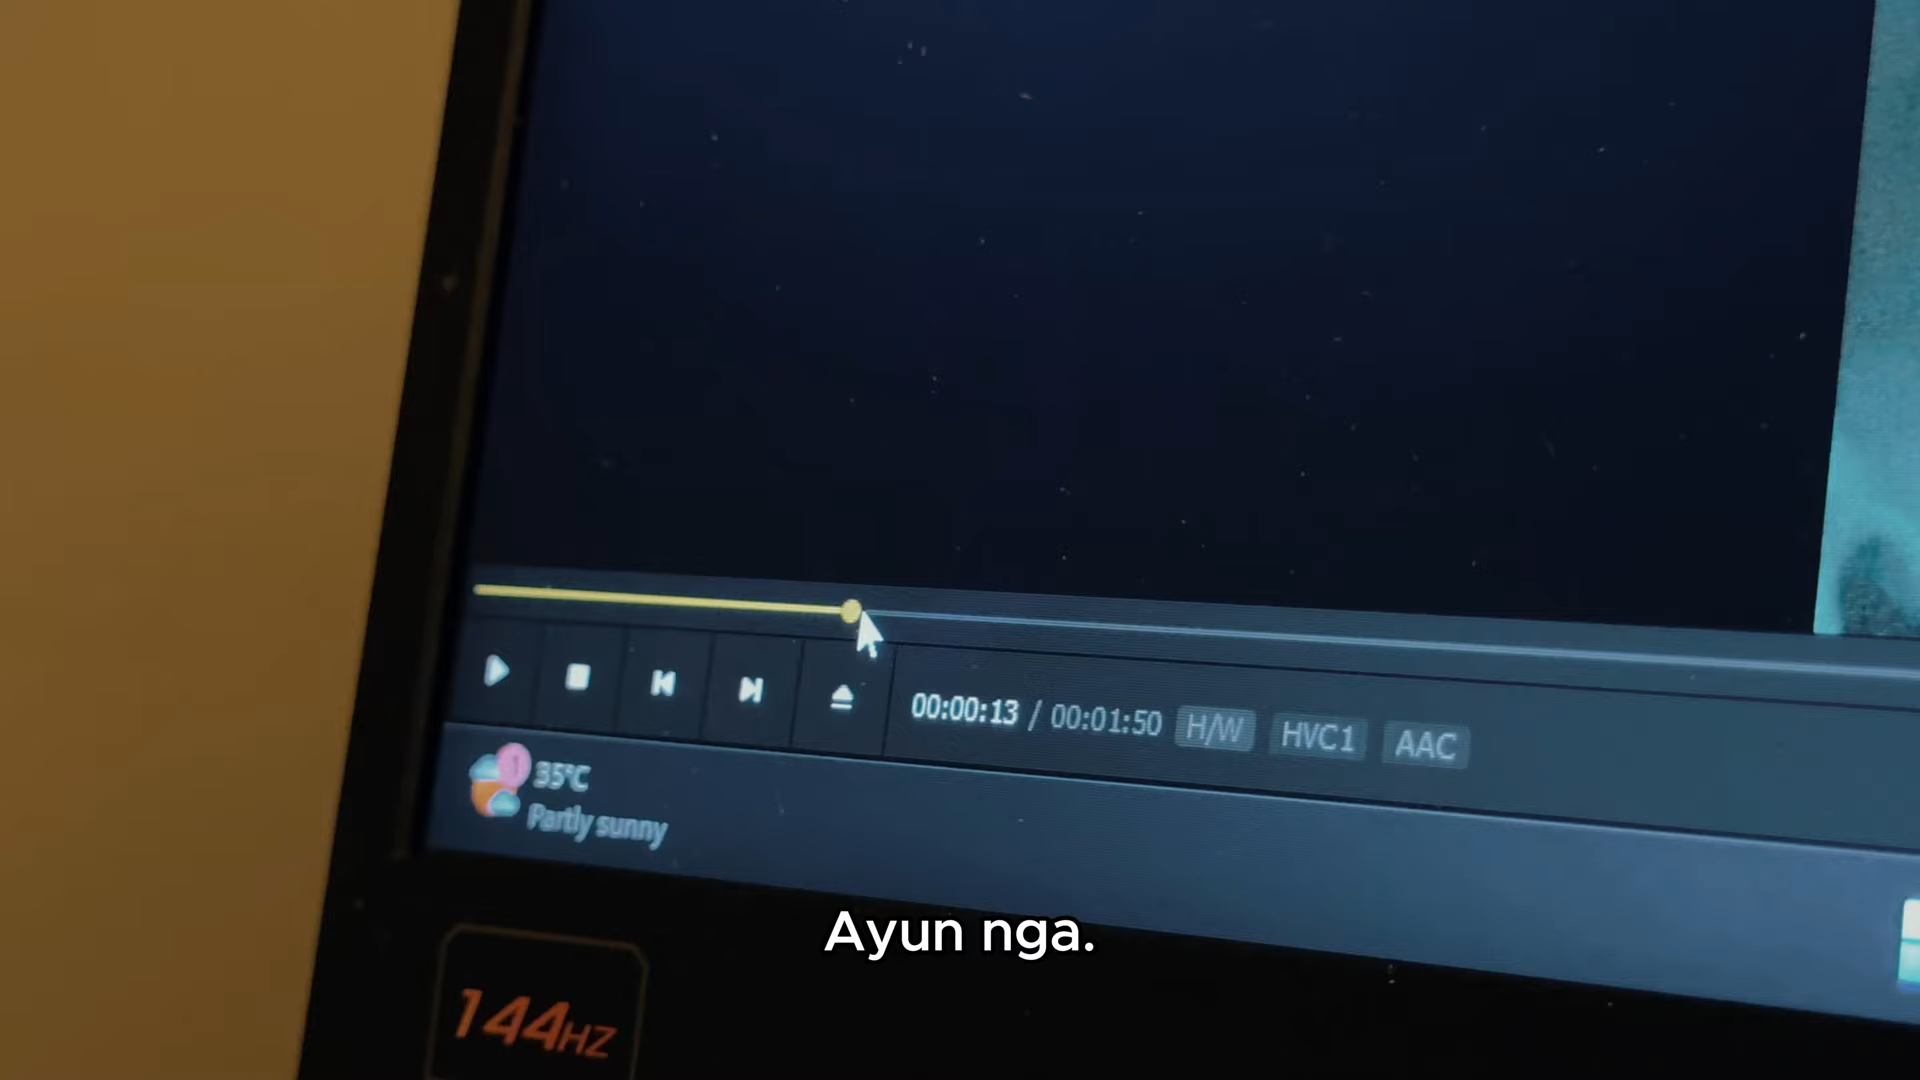 00:00:13 / 00:01:50 H/W HVC1 AAC
35°C
Partly sunny
Ayun nga.
144HZ